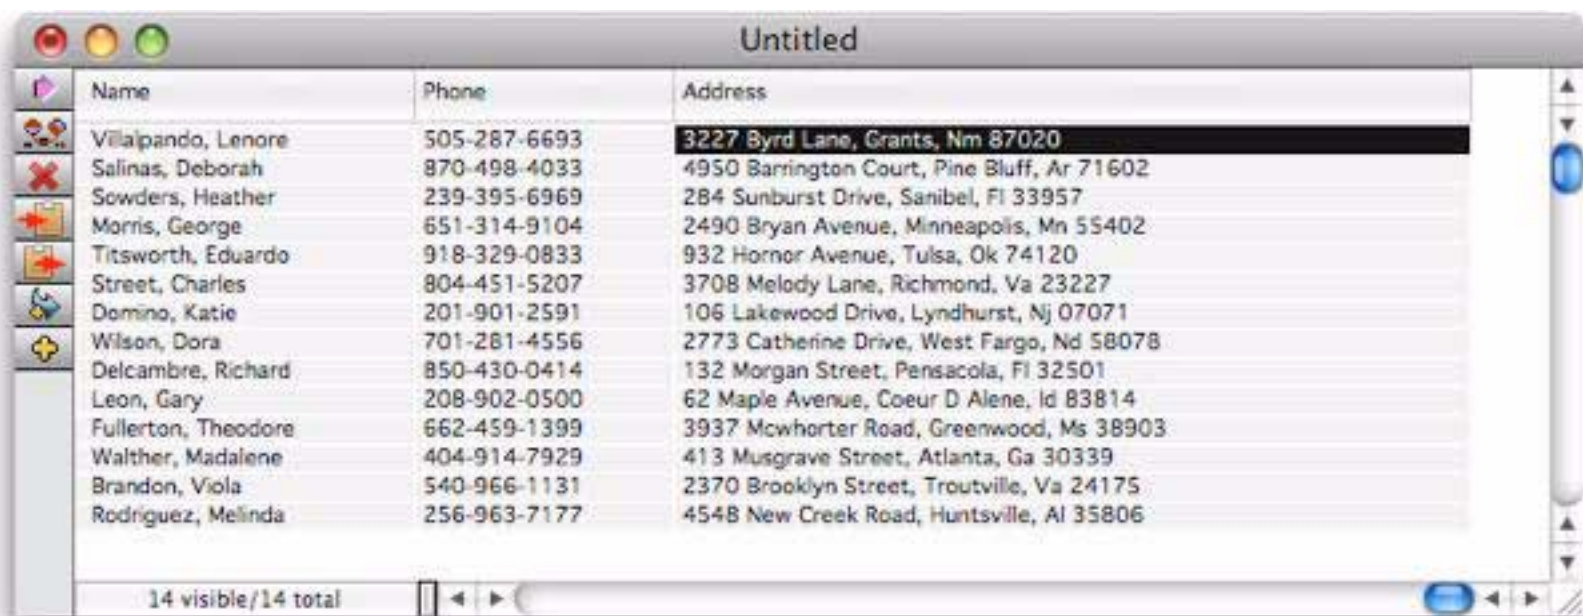 Untitled
Name Phone Address
Villalpando, Lenore 505-287-6693 3227 Byrd Lane, Grants, Nm 87020
Salinas, Deborah 870-498-4033 4950 Barrington Court, Pine Bluff, Ar 71602
Sowders, Heather 239-395-6969 284 Sunburst Drive, Sanibel, Fl 33957
Morris, George 651-314-9104 2490 Bryan Avenue, Minneapolis, Mn 55402
Titsworth, Eduardo 918-329-0833 932 Hornor Avenue, Tulsa, Ok 74120
Street, Charles 804-451-5207 3708 Melody Lane, Richmond, Va 23227
Domino, Katie 201-901-2591 106 Lakewood Drive, Lyndhurst, Nj 07071
Wilson, Dora 701-281-4556 2773 Catherine Drive, West Fargo, Nd 58078
Delcambre, Richard 850-430-0414 132 Morgan Street, Pensacola, Fl 32501
Leon, Gary 208-902-0500 62 Maple Avenue, Coeur D Alene, Id 83814
Fullerton, Theodore 662-459-1399 3937 Mcwhorter Road, Greenwood, Ms 38903
Walther, Madalene 404-914-7929 413 Musgrave Street, Atlanta, Ga 30339
Brandon, Viola 540-966-1131 2370 Brooklyn Street, Troutville, Va 24175
Rodriguez, Melinda 256-963-7177 4548 New Creek Road, Huntsville, Al 35806
14 visible/14 total